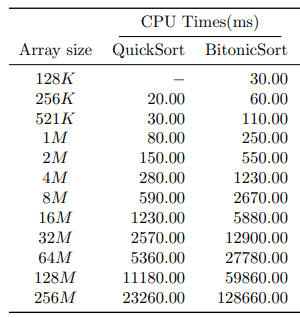 CPU Times(ms)
Array size QuickSort BitonicSort
128K – 30.00
256K 20.00 60.00
521K 30.00 110.00
1M 80.00 250.00
2M 150.00 550.00
4M 280.00 1230.00
8M 590.00 2670.00
16M 1230.00 5880.00
32M 2570.00 12900.00
64M 5360.00 27780.00
128M 11180.00 59860.00
256M 23260.00 128660.00